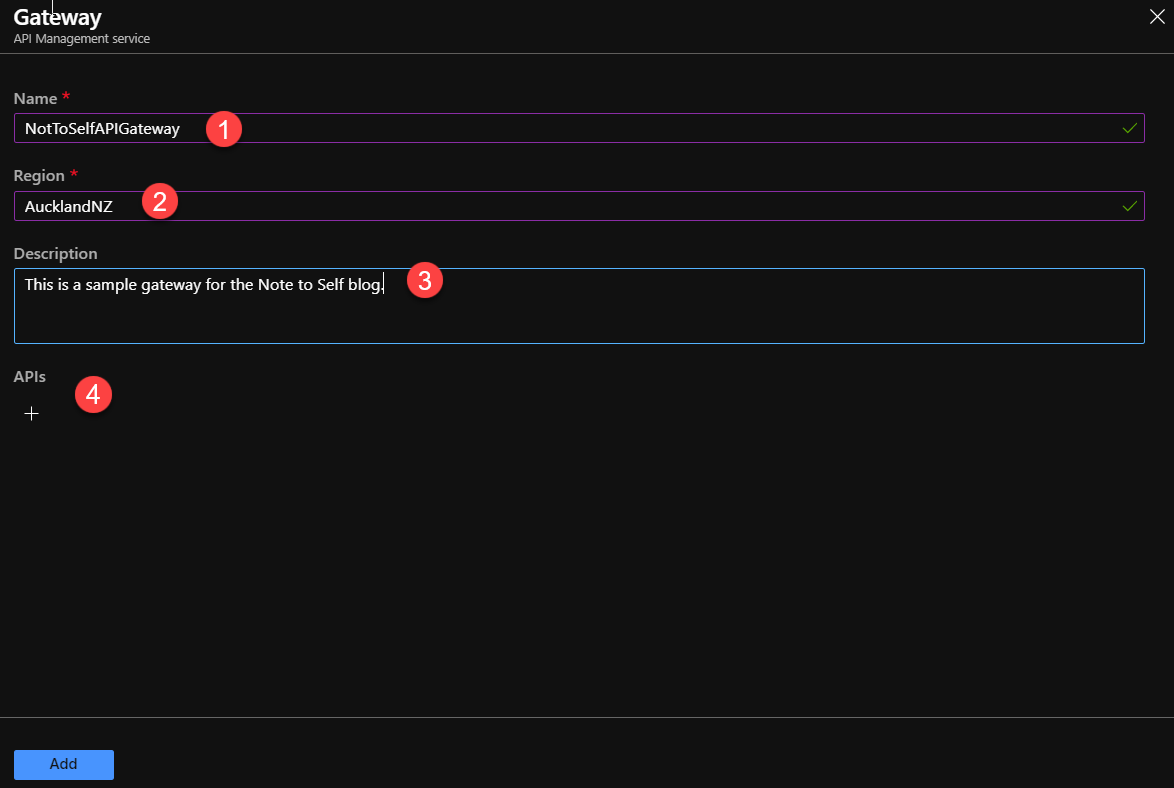 Gateway
API Management service
Name *
NotToSelfAPIGateway 1
Region *
AucklandNZ 2
Description
This is a sample gateway for the Note to Self blog. 3
APIs
4
Add